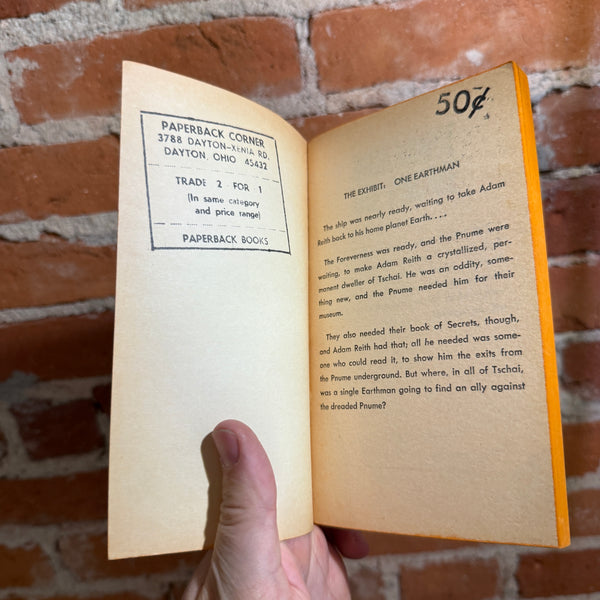 PAPERBACK CORNER
3788 DAYTON-XENIA RD.
DAYTON, OHIO 45432
TRADE 2 FOR 1
(In same category
and price range)
PAPERBACK BOOKS
50¢
THE EXHIBIT: ONE EARTHMAN
The ship was nearly ready, waiting to take Adam
Reith back to his home planet Earth....
The Foreverness was ready, and the Pnume were
waiting, to make Adam Reith a crystallized, per-
manent dweller of Tschai. He was an oddity, some-
thing new, and the Pnume needed him for their
museum.
They also needed their book of Secrets, though,
and Adam Reith had that; all he needed was some-
one who could read it, to show him the exits from
the Pnume underground. But where, in all of Tschai,
was a single Earthman going to find an ally against
the dreaded Pnume?